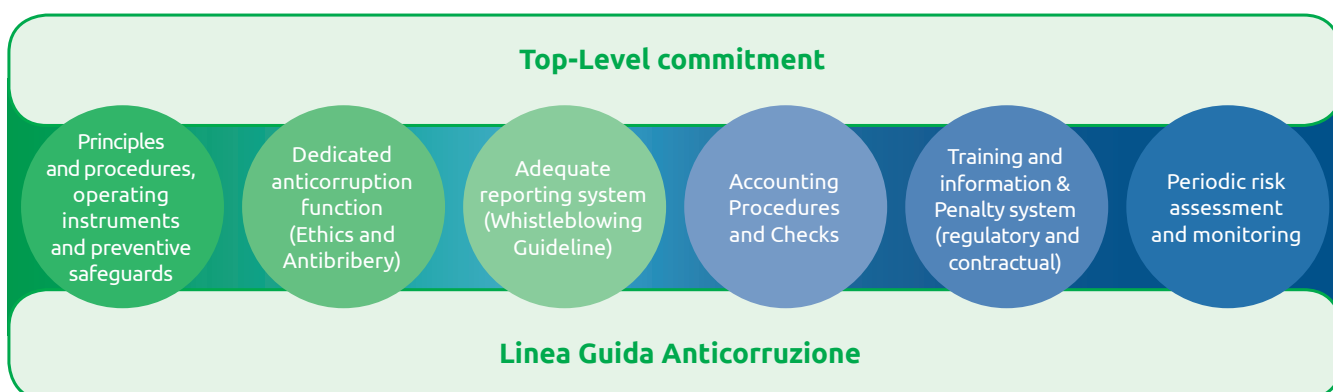 Top-Level commitment
Principles
and procedures,
operating
instruments
and preventive
safeguards
Dedicated
anticorruption
function
(Ethics and
Antibribery)
Adequate
reporting system
(Whistleblowing
Guideline)
Accounting
Procedures
and Checks
Training and
information &
Penalty system
(regulatory and
contractual)
Periodic risk
assessment
and monitoring
Linea Guida Anticorruzione